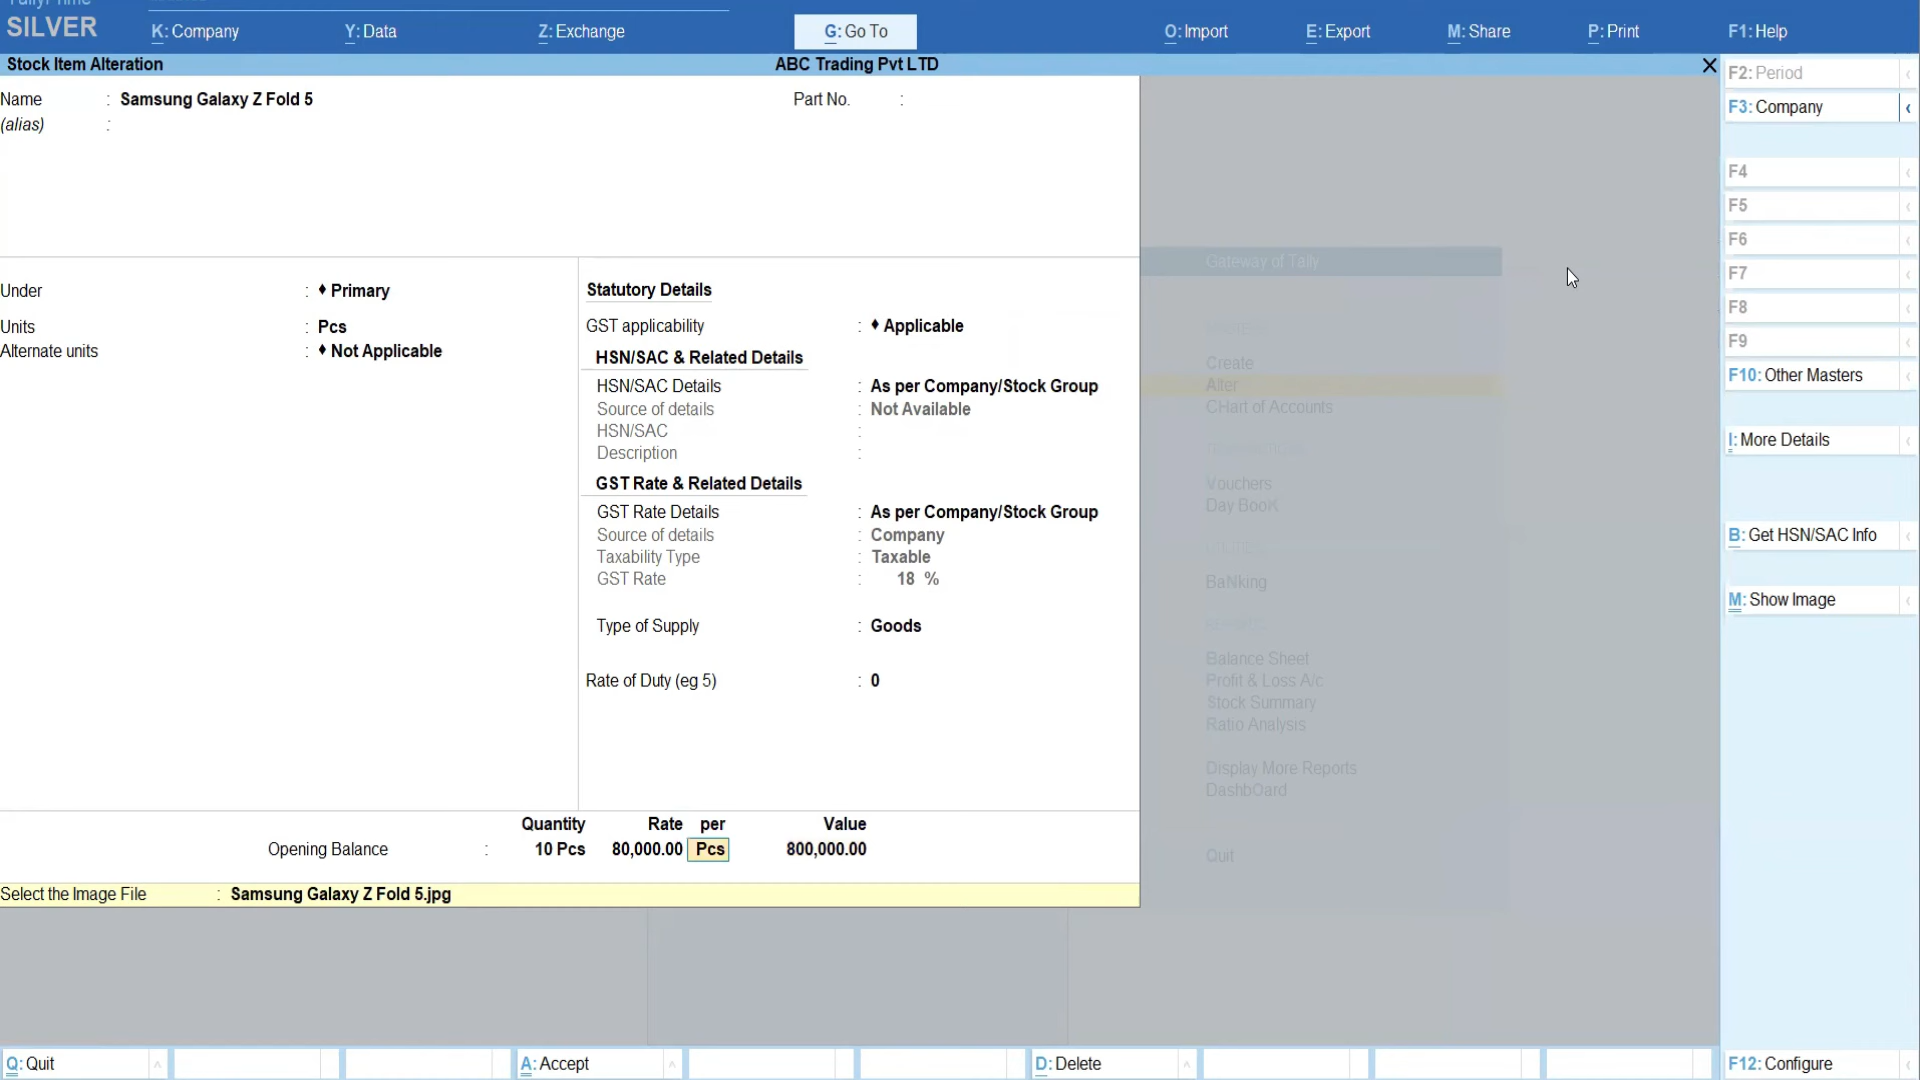 SILVER
K: Company Y: Data Z: Exchange G: Go To O: Import E: Export M: Share P: Print F1: Help
Stock Item Alteration ABC Trading Pvt LTD X
Name : Samsung Galaxy Z Fold 5 Part No. :
(alias) :
Under : ♦ Primary
Units : Pcs
Alternate units : ♦ Not Applicable
Statutory Details
GST applicability : ♦ Applicable
HSN/SAC & Related Details
HSN/SAC Details : As per Company/Stock Group
Source of details : Not Available
HSN/SAC :
Description :
GST Rate & Related Details
GST Rate Details : As per Company/Stock Group
Source of details : Company
Taxability Type : Taxable
GST Rate : 18 %
Type of Supply : Goods
Rate of Duty (eg 5) : 0
Quantity Rate per Value
Opening Balance : 10 Pcs 80,000.00 Pcs 800,000.00
Select the Image File : Samsung Galaxy Z Fold 5.jpg
Gateway of Tally
MASTERS
Create
Alter
CHart of Accounts
TRANSACTIONS
Vouchers
Day BooK
UTILITIES
BaNking
REPORTS
Balance Sheet
Profit & Loss A/c
Stock Summary
Ratio Analysis
Display More Reports
DashbOard
Quit
F2: Period
F3: Company
F4
F5
F6
F7
F8
F9
F10: Other Masters
I: More Details
B: Get HSN/SAC Info
M: Show Image
Q: Quit A: Accept D: Delete F12: Configure